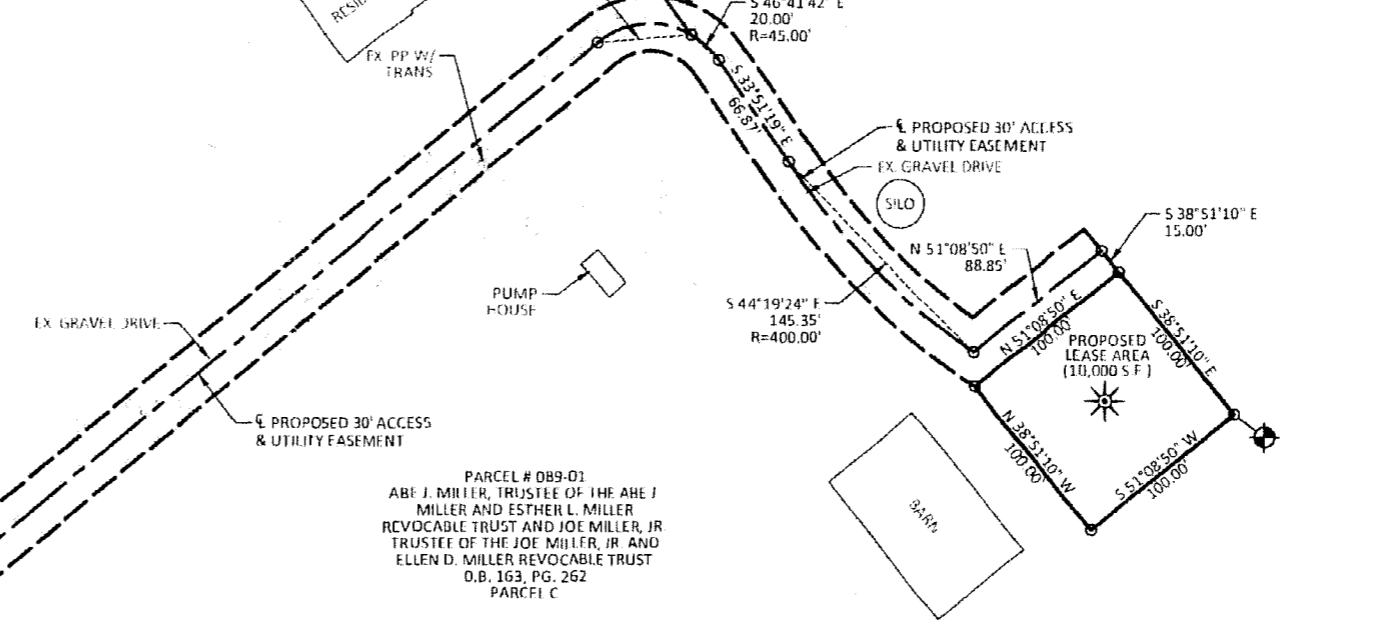 S 46°41'42" E
20.00'
R=45.00'
EX. PP W/
TRANS
S 33°51'19" E
66.87'
℄ PROPOSED 30' ACCESS
& UTILITY EASEMENT
EX. GRAVEL DRIVE
SILO
S 38°51'10" E
15.00'
N 51°08'50" E
88.85'
PUMP
HOUSE
S 44°19'24" E
145.35'
R=400.00'
EX. GRAVEL DRIVE
N 51°08'50" E
100.00'
S 38°51'10" E
100.00'
PROPOSED
LEASE AREA
(10,000 S.F.)
℄ PROPOSED 30' ACCESS
& UTILITY EASEMENT
N 38°51'10" W
100.00'
S 51°08'50" W
100.00'
BARN
PARCEL # 089-01
ABE J. MILLER, TRUSTEE OF THE ABE J
MILLER AND ESTHER L. MILLER
REVOCABLE TRUST AND JOE MILLER, JR.
TRUSTEE OF THE JOE MILLER, JR. AND
ELLEN D. MILLER REVOCABLE TRUST
D.B. 163, PG. 262
PARCEL C